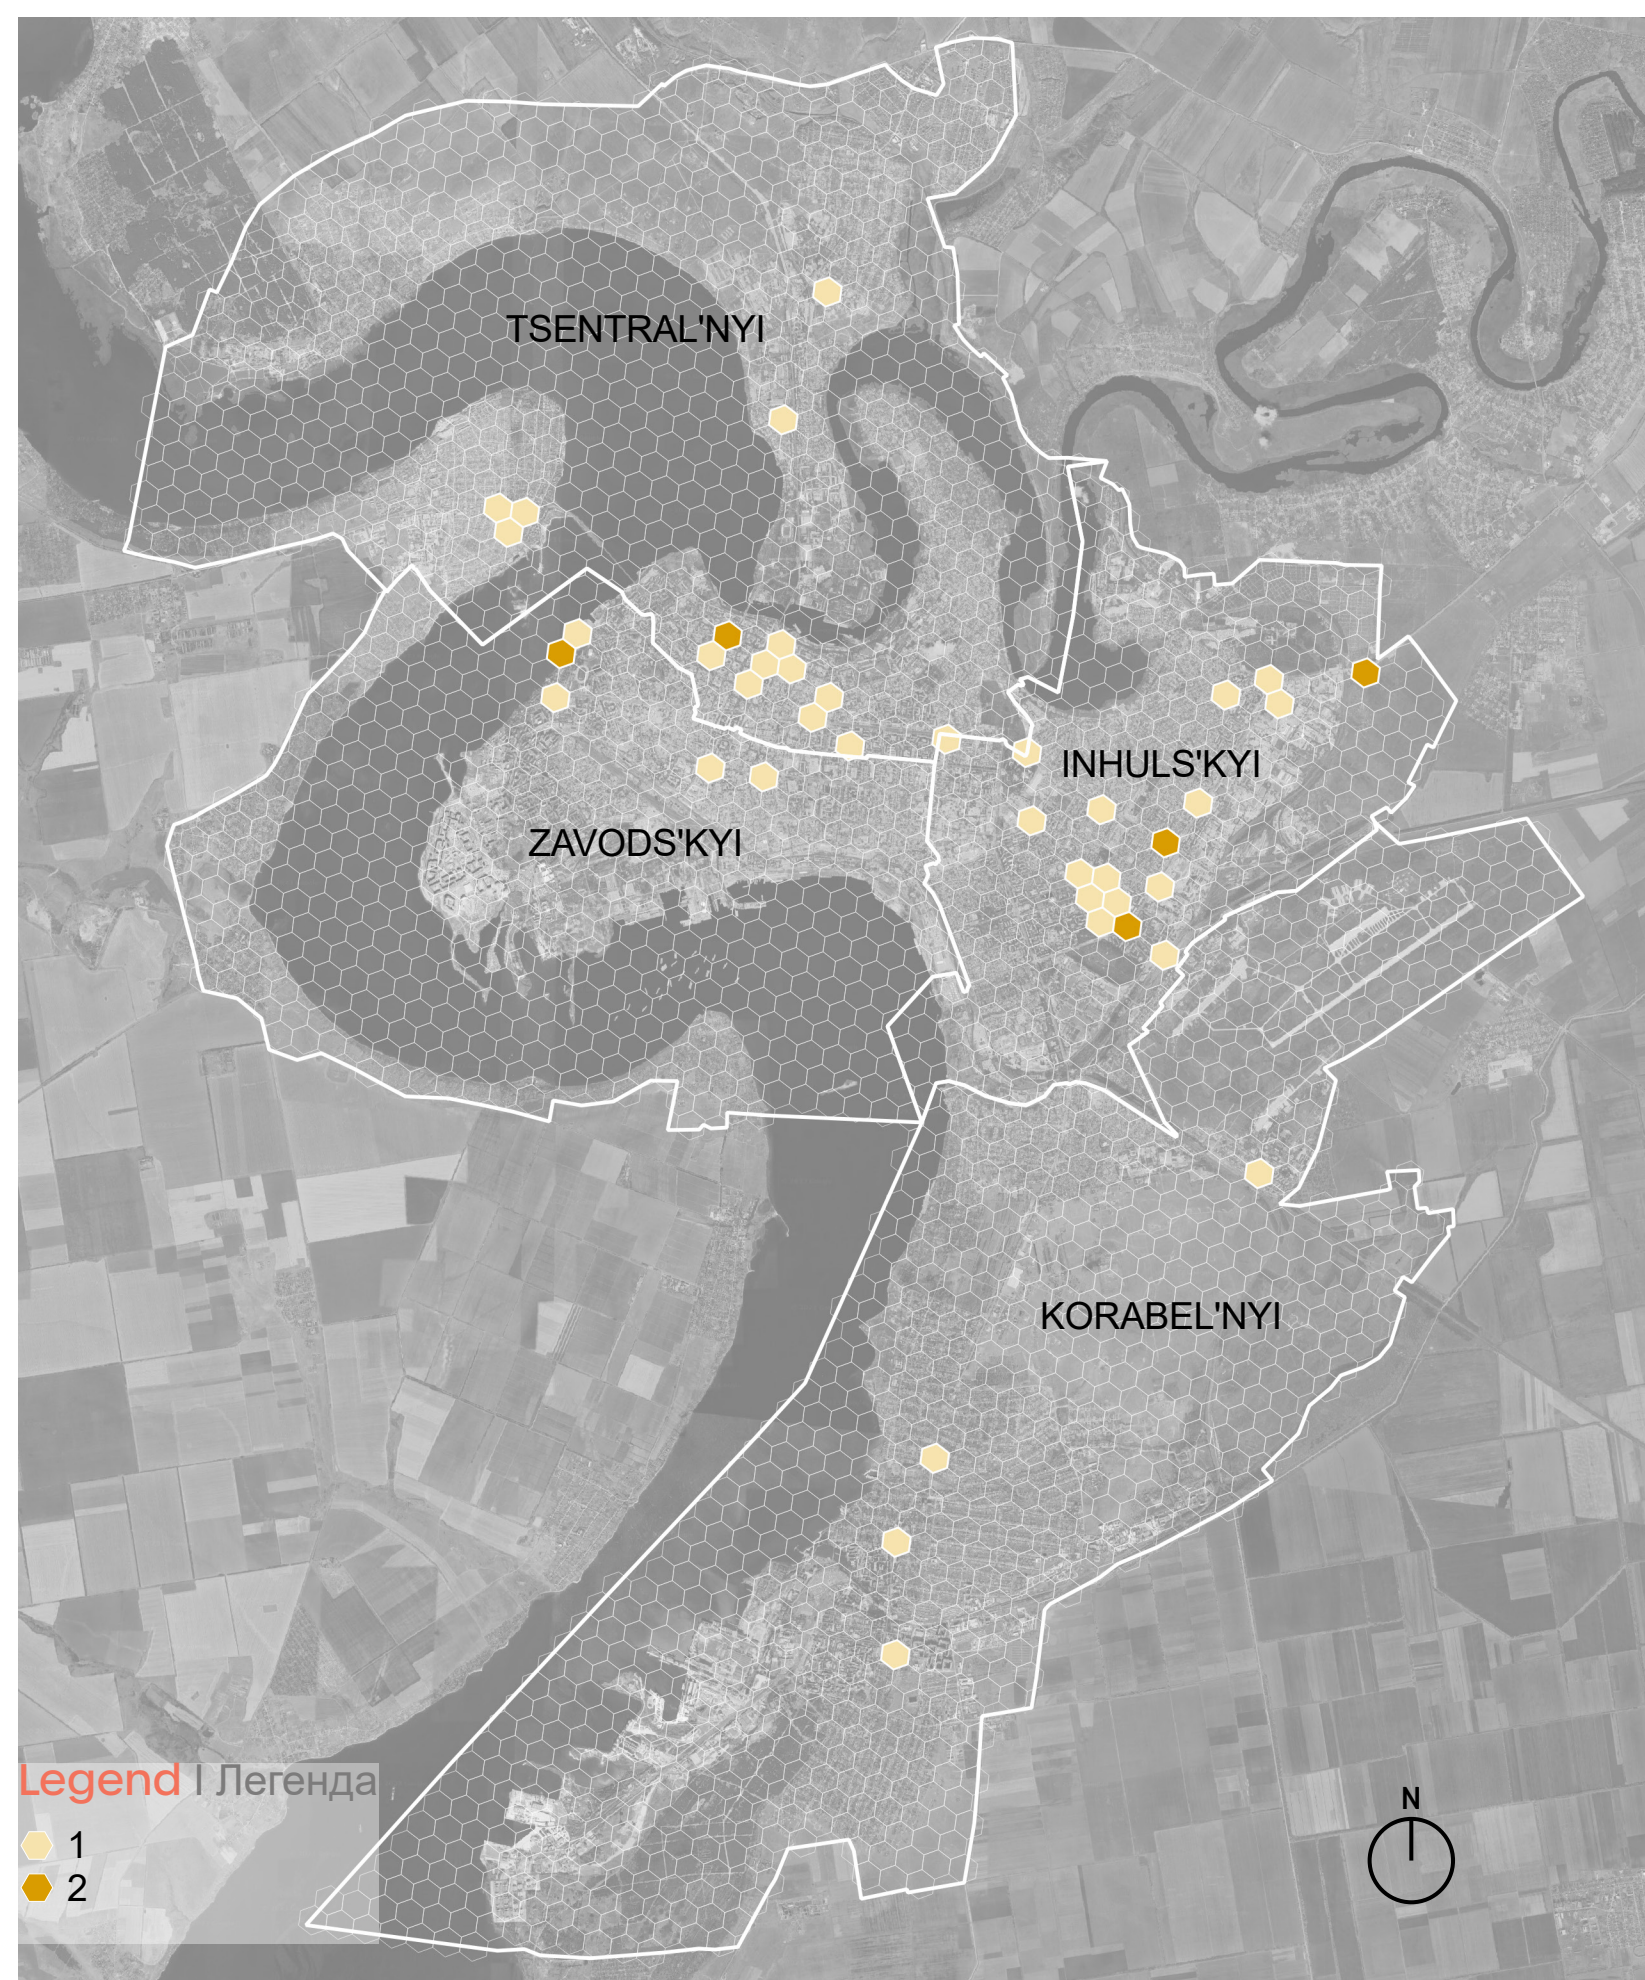 TSENTRAL'NYI
INHULS'KYI
ZAVODS'KYI
KORABEL'NYI
Legend | Легенда
1
2
N